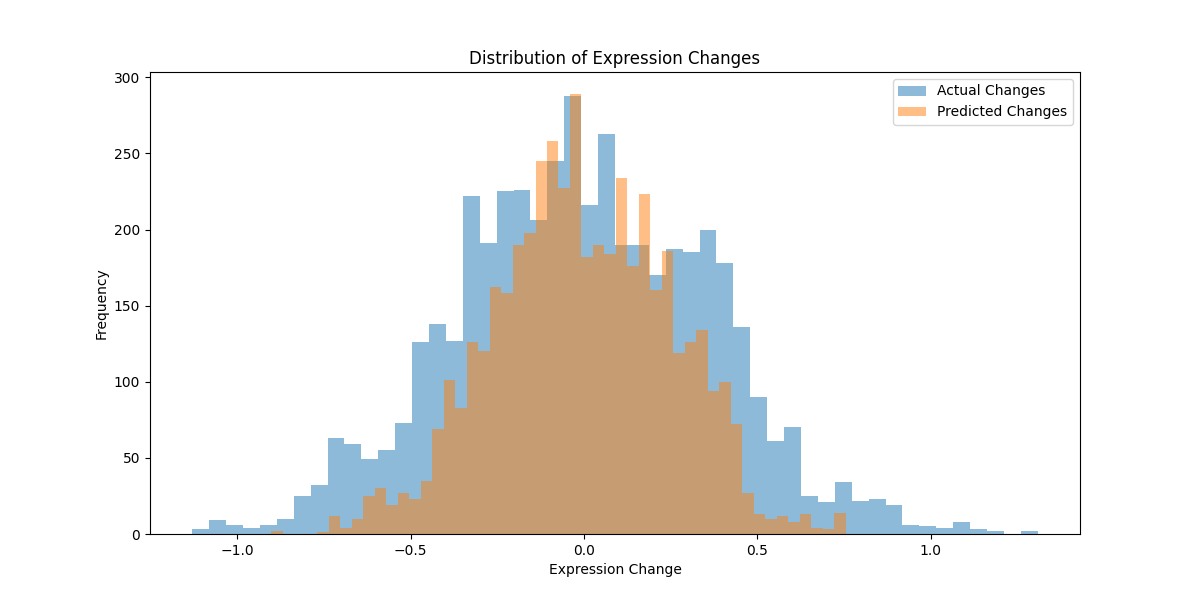 Distribution of Expression Changes
Actual Changes
Predicted Changes
300
250
200
150
100
50
0
Frequency
−1.0 −0.5 0.0 0.5 1.0
Expression Change